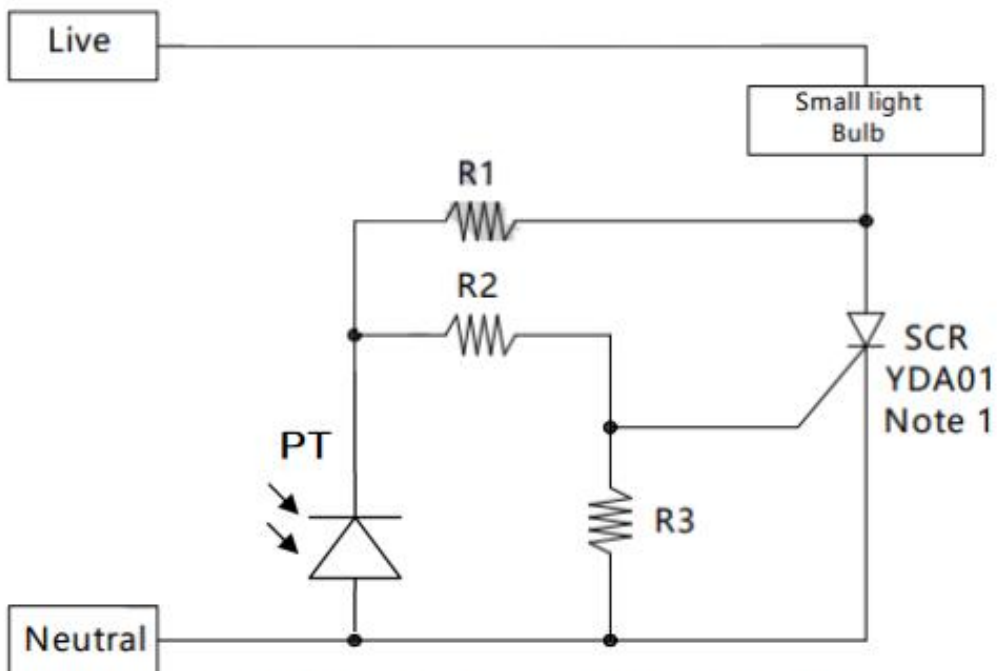 Live
Small light
Bulb
R1
R2
SCR
YDA01
Note 1
PT
R3
Neutral